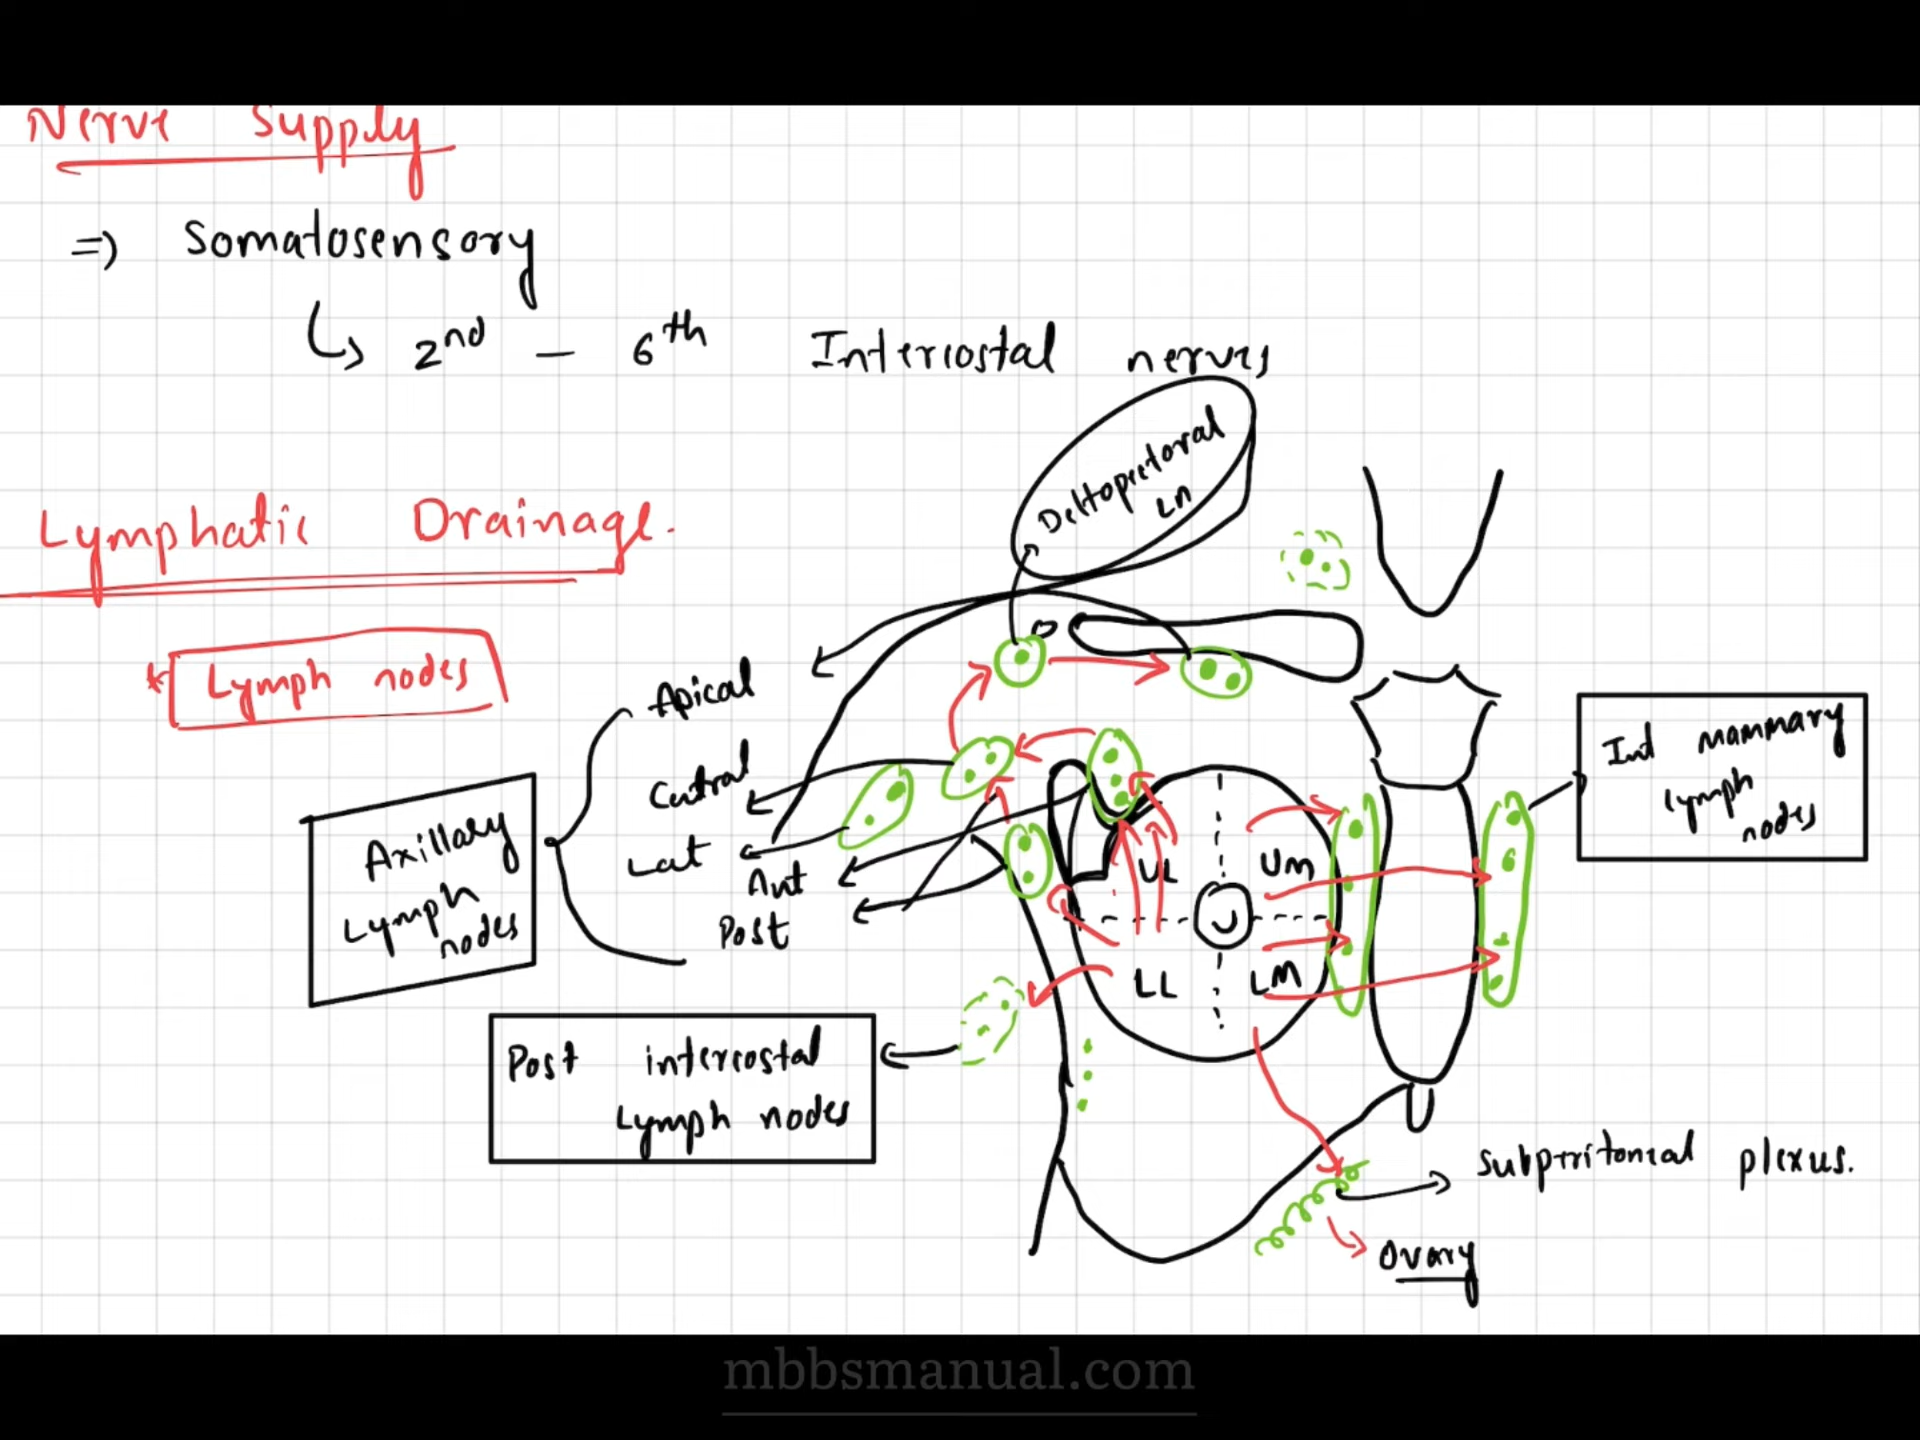 Nerve Supply
=) Somatosensory
↳ 2nd - 6th Intercostal nerves
Deltopectoral
LN
Lymphatic Drainage.
* Lymph nodes
Apical
Central
Lat
Ant
Post
Axillary
Lymph
nodes
Int mammary
lymph
nodes
UL
UM
LL
LM
Post intercostal
Lymph nodes
Subperitoneal plexus.
Ovary
mbbsmanual.com